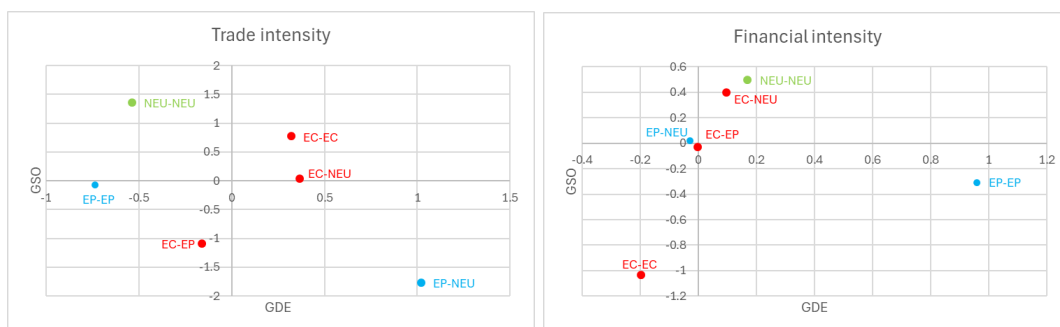 Trade intensity
2
1.5
NEU-NEU
1
EC-EC
0.5
EC-NEU
0
-1
-0.5
0
0.5
1
1.5
EP-EP
-0.5
EC-EP
-1
-1.5
EP-NEU
-2
GSO
GDE
Financial intensity
0.6
NEU-NEU
0.4
EC-NEU
0.2
EP-NEU
EC-EP
0
-0.4
-0.2
0
0.2
0.4
0.6
0.8
1
1.2
-0.2
EP-EP
-0.4
-0.6
-0.8
EC-EC
-1
-1.2
GSO
GDE